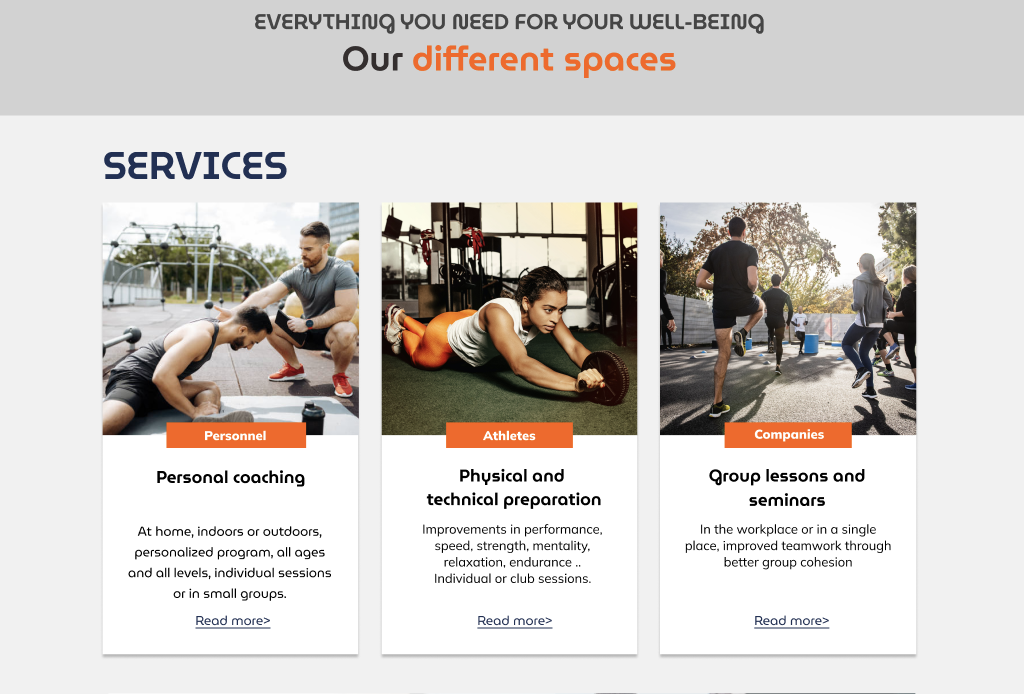 EVERYTHING YOU NEED FOR YOUR WELL-BEING
Our different spaces
SERVICES
Personnel
Personal coaching
At home, indoors or outdoors,
personalized program, all ages
and all levels, individual sessions
or in small groups.
Read more>
Athletes
Physical and
technical preparation
Improvements in performance,
speed, strength, mentality,
relaxation, endurance ..
Individual or club sessions.
Read more>
Companies
Group lessons and
seminars
In the workplace or in a single
place, improved teamwork through
better group cohesion
Read more>